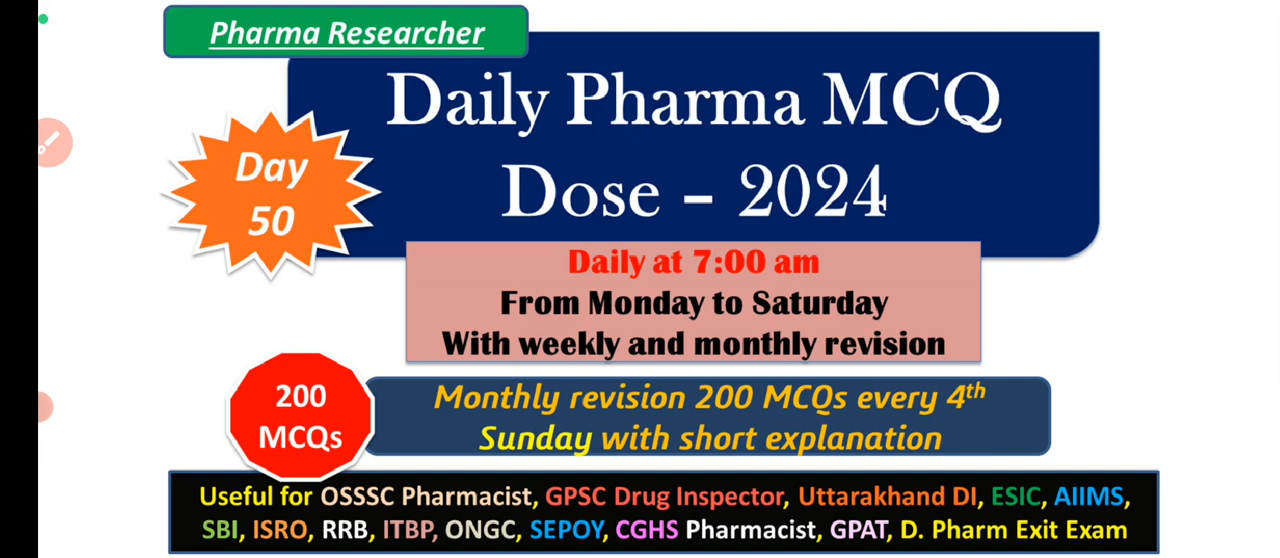 Pharma Researcher
Daily Pharma MCQ
Dose – 2024
Day
50
Daily at 7:00 am
From Monday to Saturday
With weekly and monthly revision
200
MCQs
Monthly revision 200 MCQs every 4th
Sunday with short explanation
Useful for OSSSC Pharmacist, GPSC Drug Inspector, Uttarakhand DI, ESIC, AIIMS,
SBI, ISRO, RRB, ITBP, ONGC, SEPOY, CGHS Pharmacist, GPAT, D. Pharm Exit Exam